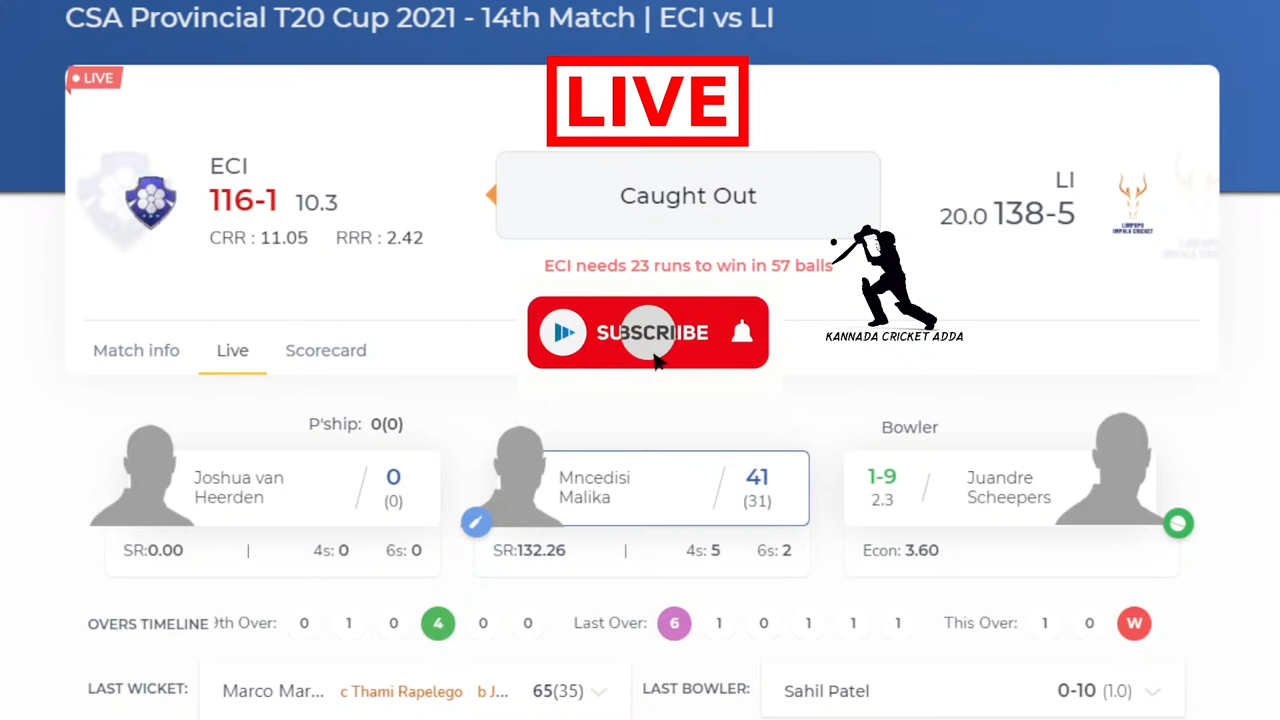 CSA Provincial T20 Cup 2021 - 14th Match | ECI vs LI
LIVE
LIVE
ECI
116-1 10.3
CRR : 11.05 RRR : 2.42
Caught Out
LI
20.0 138-5
LIMPOPO
IMPALA CRICKET
ECI needs 23 runs to win in 57 balls
SUBSCRIBE
KANNADA CRICKET ADDA
Match info Live Scorecard
P'ship: 0(0)
Bowler
Joshua van
Heerden
0
(0)
Mncedisi
Malika
41
(31)
1-9
2.3
Juandre
Scheepers
SR:0.00 | 4s: 0 6s: 0
SR:132.26 | 4s: 5 6s: 2
Econ: 3.60
OVERS TIMELINE 9th Over: 0 1 0 4 0 0 Last Over: 6 1 0 1 1 1 This Over: 1 0 W
LAST WICKET: Marco Mar... c Thami Rapelego b J... 65(35) LAST BOWLER: Sahil Patel 0-10 (1.0)